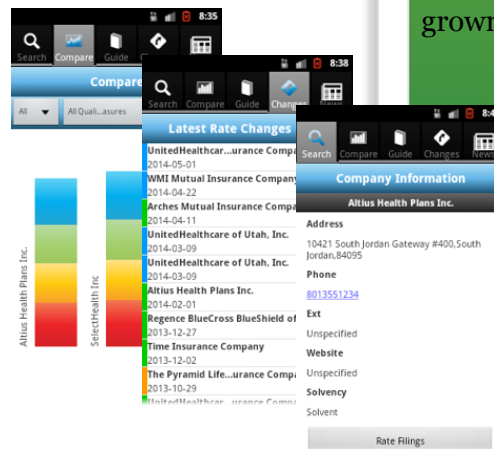 grown
8:35
Search Compare Guide
Compare
All All Quali...asures
Altius Health Plans Inc.
SelectHealth Inc
8:38
Search Compare Guide Changes News
Latest Rate Changes
UnitedHealthcar...urance Compa
2014-05-01
WMI Mutual Insurance Company
2014-04-22
Arches Mutual Insurance Compa
2014-04-11
UnitedHealthcare of Utah, Inc.
2014-03-09
UnitedHealthcare of Utah, Inc.
2014-03-09
Altius Health Plans Inc.
2014-02-01
Regence BlueCross BlueShield of
2013-12-27
Time Insurance Company
2013-12-02
The Pyramid Life...urance Compa
2013-10-29
UnitedHealthcar...urance Compa
8:4
Search Compare Guide Changes News
Company Information
Altius Health Plans Inc.
Address
10421 South Jordan Gateway #400,South
Jordan,84095
Phone
8013551234
Ext
Unspecified
Website
Unspecified
Solvency
Solvent
Rate Filings